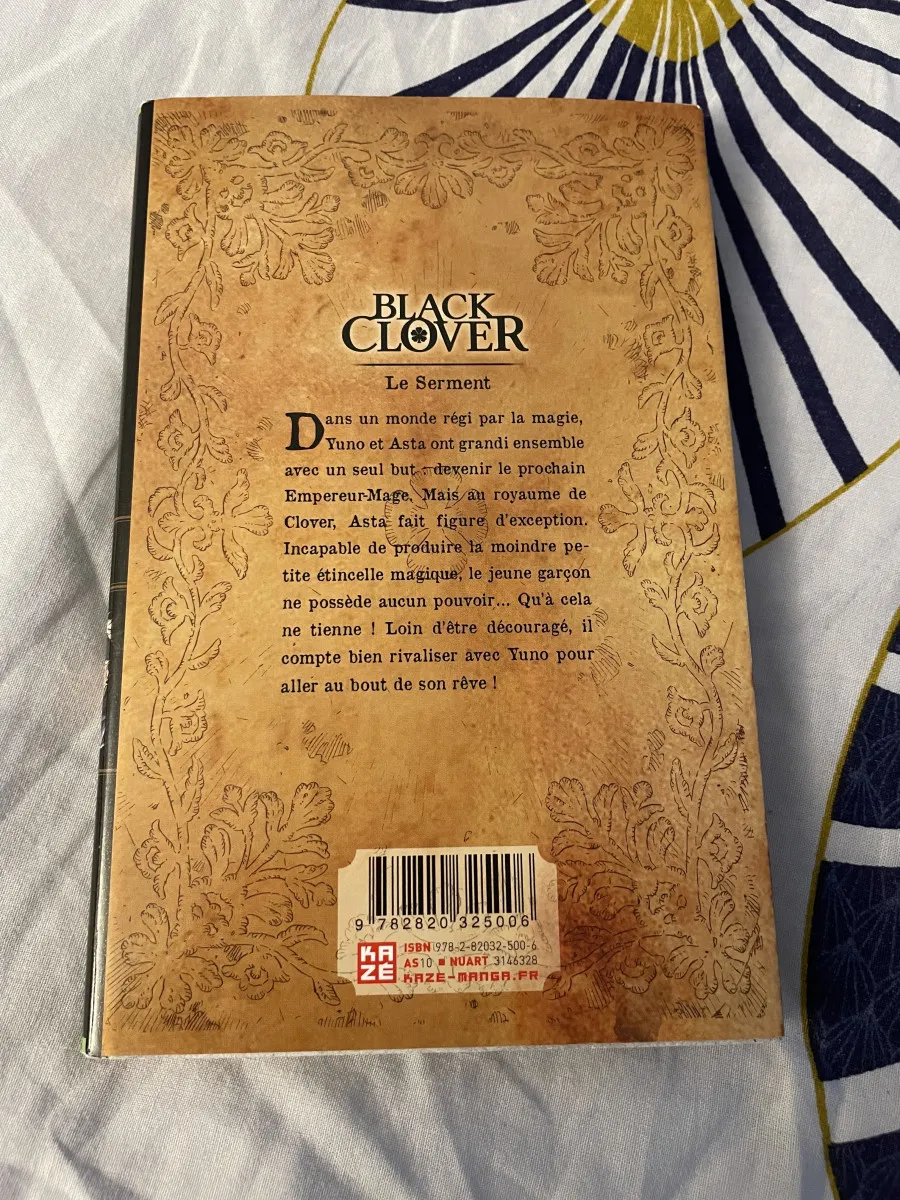 BLACK
CLOVER
Le Serment
Dans un monde régi par la magie,
Yuno et Asta ont grandi ensemble
avec un seul but : devenir le prochain
Empereur-Mage. Mais au royaume de
Clover, Asta fait figure d'exception.
Incapable de produire la moindre pe-
tite étincelle magique, le jeune garçon
ne possède aucun pouvoir... Qu'à cela
ne tienne ! Loin d'être découragé, il
compte bien rivaliser avec Yuno pour
aller au bout de son rêve !
9 782820 325006
KA
ZÉ
ISBN 978-2-82032-500-6
AS10 ■ NUART 3146328
KAZE-MANGA.FR